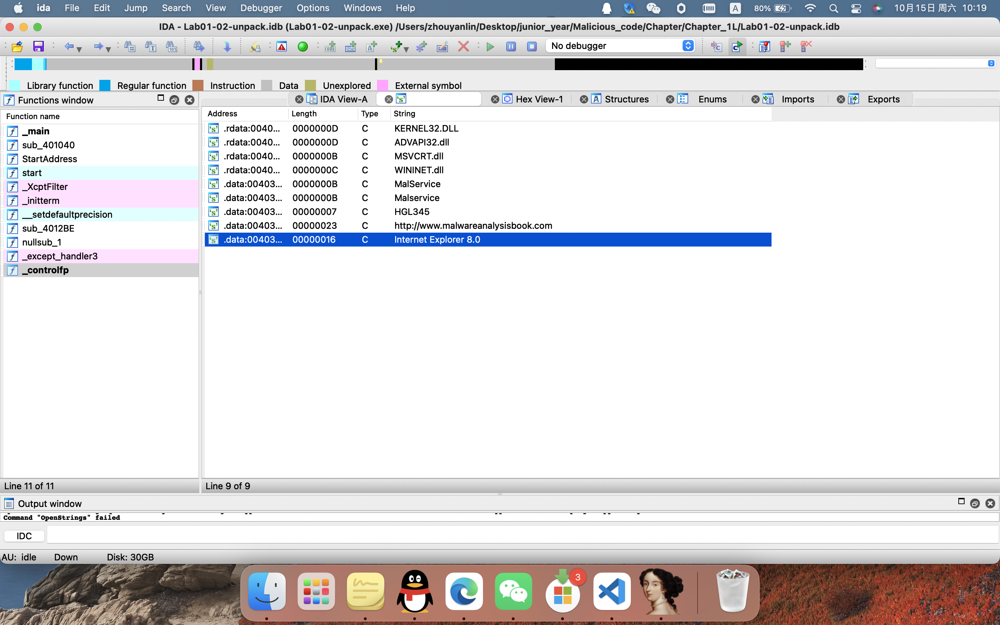 ida File Edit Jump Search View Debugger Options Windows Help A 80% 10月15日 周六 10:19
IDA - Lab01-02-unpack.idb (Lab01-02-unpack.exe) /Users/zhouyanlin/Desktop/junior_year/Malicious_code/Chapter/Chapter_1L/Lab01-02-unpack.idb
No debugger
Library function Regular function Instruction Data Unexplored External symbol
Functions window
IDA View-A Hex View-1 Structures Enums Imports Exports
Function name
_main
sub_401040
StartAddress
start
_XcptFilter
_initterm
__setdefaultprecision
sub_4012BE
nullsub_1
_except_handler3
_controlfp
Line 11 of 11
Address Length Type String
.rdata:0040... 0000000D C KERNEL32.DLL
.rdata:0040... 0000000D C ADVAPI32.dll
.rdata:0040... 0000000B C MSVCRT.dll
.rdata:0040... 0000000C C WININET.dll
.data:00403... 0000000B C MalService
.data:00403... 0000000B C Malservice
.data:00403... 00000007 C HGL345
.data:00403... 00000023 C http://www.malwareanalysisbook.com
.data:00403... 00000016 C Internet Explorer 8.0
Line 9 of 9
Output window
Command "OpenStrings" failed
IDC
AU: idle Down Disk: 30GB
3